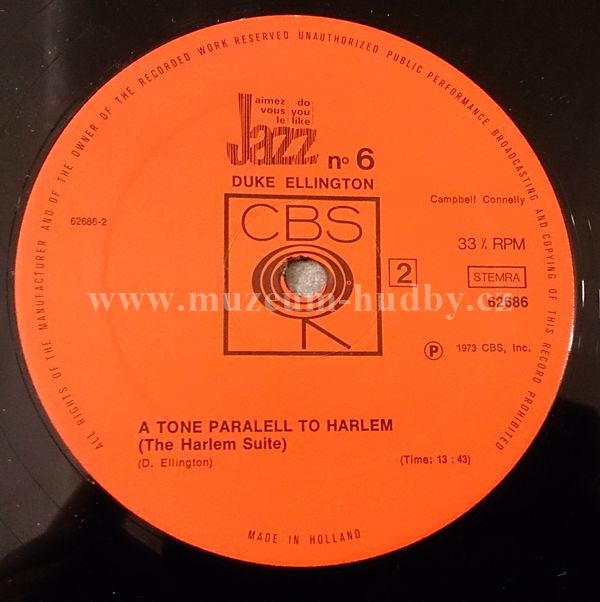 ALL RIGHTS OF THE MANUFACTURER AND OF THE OWNER OF THE RECORDED WORK RESERVED UNAUTHORIZED PUBLIC PERFORMANCE BROADCASTING AND COPYING OF THIS RECORD PROHIBITED
aimez do
vous you
le like
Jazz no 6
DUKE ELLINGTON
Campbell Connelly
62686-2
CBS
33 ⅓ RPM
2
STEMRA
62686
www.muzeum-hudby.cz
Ⓟ 1973 CBS, Inc.
A TONE PARALELL TO HARLEM
(The Harlem Suite)
(D. Ellington)
(Time: 13 : 43)
MADE IN HOLLAND